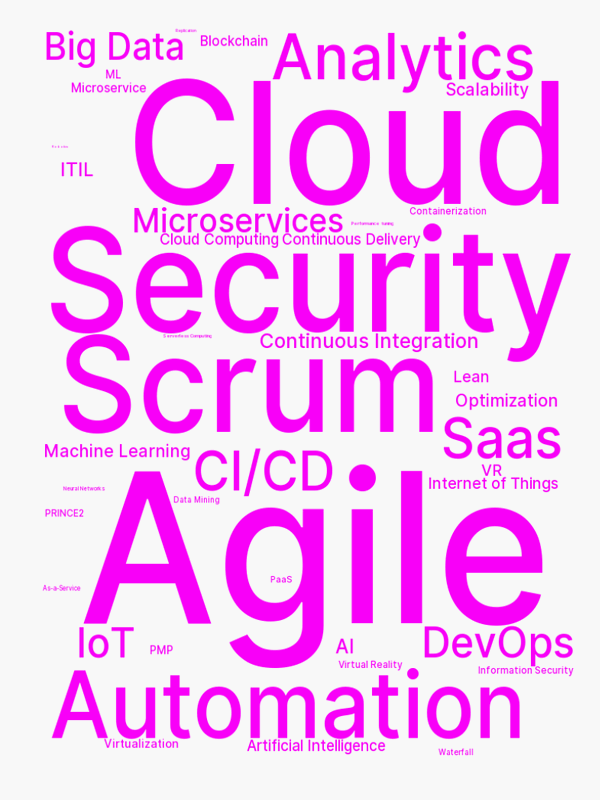 Replication
Big Data
Blockchain
Analytics
ML
Microservice
Scalability
Cloud
ITIL
Containerization
Microservices
Performance tuning
Cloud Computing
Continuous Delivery
Security
Serverless Computing
Continuous Integration
Scrum
Lean
Optimization
Saas
Machine Learning
CI/CD
VR
Internet of Things
Neural Networks
Data Mining
PRINCE2
Agile
PaaS
As-a-Service
IoT
PMP
AI
DevOps
Virtual Reality
Information Security
Automation
Virtualization
Artificial Intelligence
Waterfall